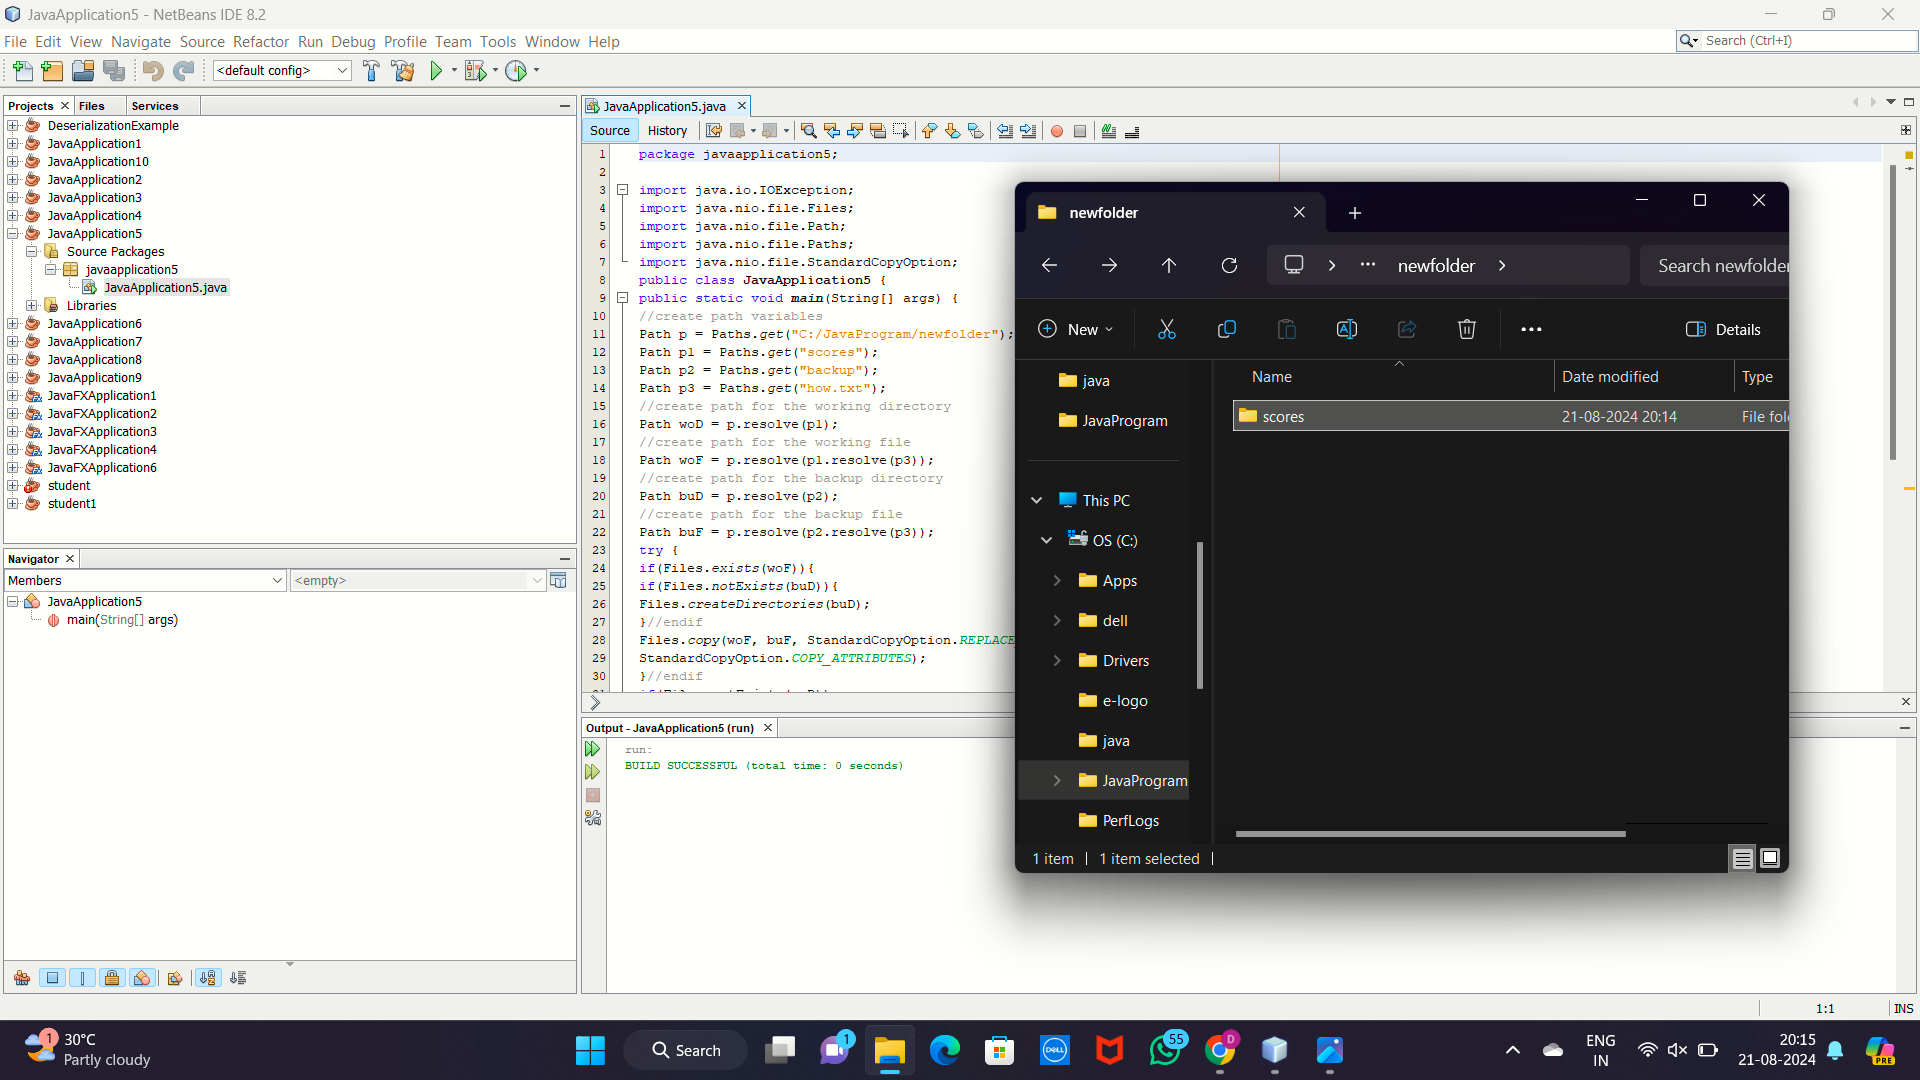 JavaApplication5 - NetBeans IDE 8.2
File Edit View Navigate Source Refactor Run Debug Profile Team Tools Window Help
Search (Ctrl+I)
<default config>
Projects Files Services
DeserializationExample
JavaApplication1
JavaApplication10
JavaApplication2
JavaApplication3
JavaApplication4
JavaApplication5
Source Packages
javaapplication5
JavaApplication5.java
Libraries
JavaApplication6
JavaApplication7
JavaApplication8
JavaApplication9
JavaFXApplication1
JavaFXApplication2
JavaFXApplication3
JavaFXApplication4
JavaFXApplication6
student
student1
Navigator
Members <empty>
JavaApplication5
main(String[] args)
JavaApplication5.java
Source History
1 package javaapplication5;
2
3 import java.io.IOException;
4 import java.nio.file.Files;
5 import java.nio.file.Path;
6 import java.nio.file.Paths;
7 import java.nio.file.StandardCopyOption;
8 public class JavaApplication5 {
9 public static void main(String[] args) {
10 //create path variables
11 Path p = Paths.get("C:/JavaProgram/newfolder");
12 Path p1 = Paths.get("scores");
13 Path p2 = Paths.get("backup");
14 Path p3 = Paths.get("how.txt");
15 //create path for the working directory
16 Path woD = p.resolve(p1);
17 //create path for the working file
18 Path woF = p.resolve(p1.resolve(p3));
19 //create path for the backup directory
20 Path buD = p.resolve(p2);
21 //create path for the backup file
22 Path buF = p.resolve(p2.resolve(p3));
23 try {
24 if(Files.exists(woF)){
25 if(Files.notExists(buD)){
26 Files.createDirectories(buD);
27 }//endif
28 Files.copy(woF, buF, StandardCopyOption.REPLACE
29 StandardCopyOption.COPY_ATTRIBUTES);
30 }//endif
Output - JavaApplication5 (run)
run:
BUILD SUCCESSFUL (total time: 0 seconds)
newfolder
newfolder
Search newfolder
New
Details
java
JavaProgram
This PC
OS (C:)
Apps
dell
Drivers
e-logo
java
JavaProgram
PerfLogs
Name Date modified Type
scores 21-08-2024 20:14 File fol
1 item 1 item selected
1:1 INS
1
30°C
Partly cloudy
Search
1
DELL
55
D
ENG
IN
20:15
21-08-2024
PRE